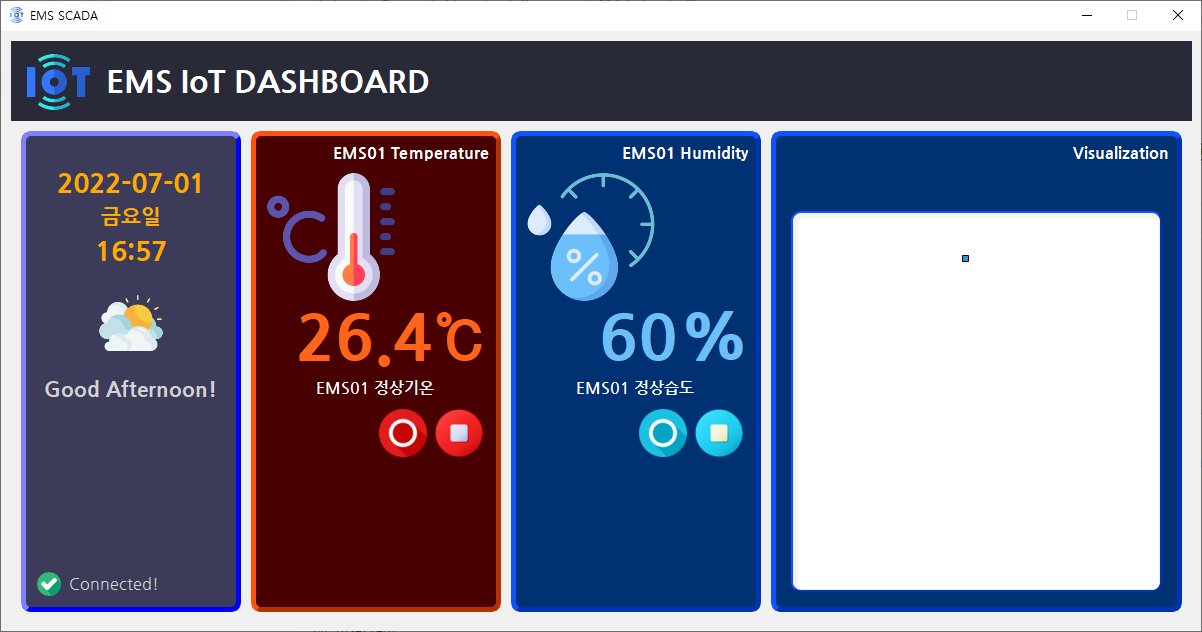 IoT EMS SCADA
IoT EMS IoT DASHBOARD
2022-07-01
금요일
16:57
Good Afternoon!
Connected!
EMS01 Temperature
°C
26.4℃
EMS01 정상기온
EMS01 Humidity
%
60%
EMS01 정상습도
Visualization